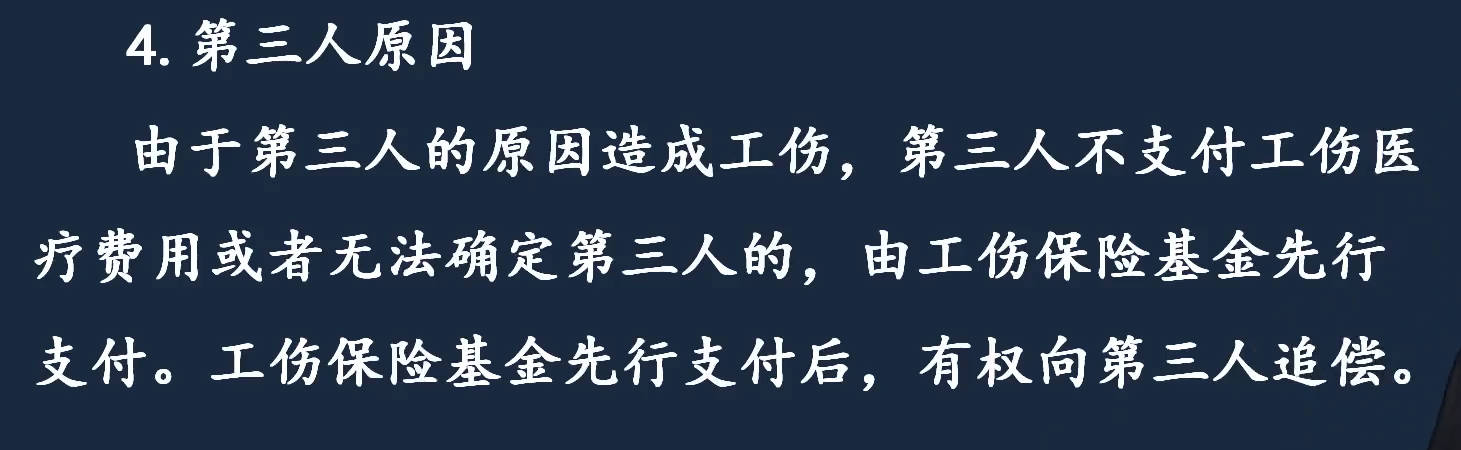 4. 第三人原因
由于第三人的原因造成工伤，第三人不支付工伤医
疗费用或者无法确定第三人的，由工伤保险基金先行
支付。工伤保险基金先行支付后，有权向第三人追偿。